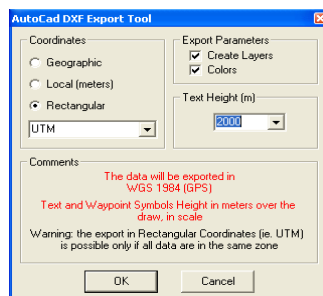 AutoCad DXF Export Tool
Coordinates
Geographic
Local (meters)
Rectangular
UTM
Export Parameters
Create Layers
Colors
Text Height (m)
2000
Comments
The data will be exported in
WGS 1984 (GPS)
Text and Waypoint Symbols Height in meters over the
draw, in scale
Warning: the export in Rectangular Coordinates (ie. UTM)
is possible only if all data are in the same zone
OK
Cancel